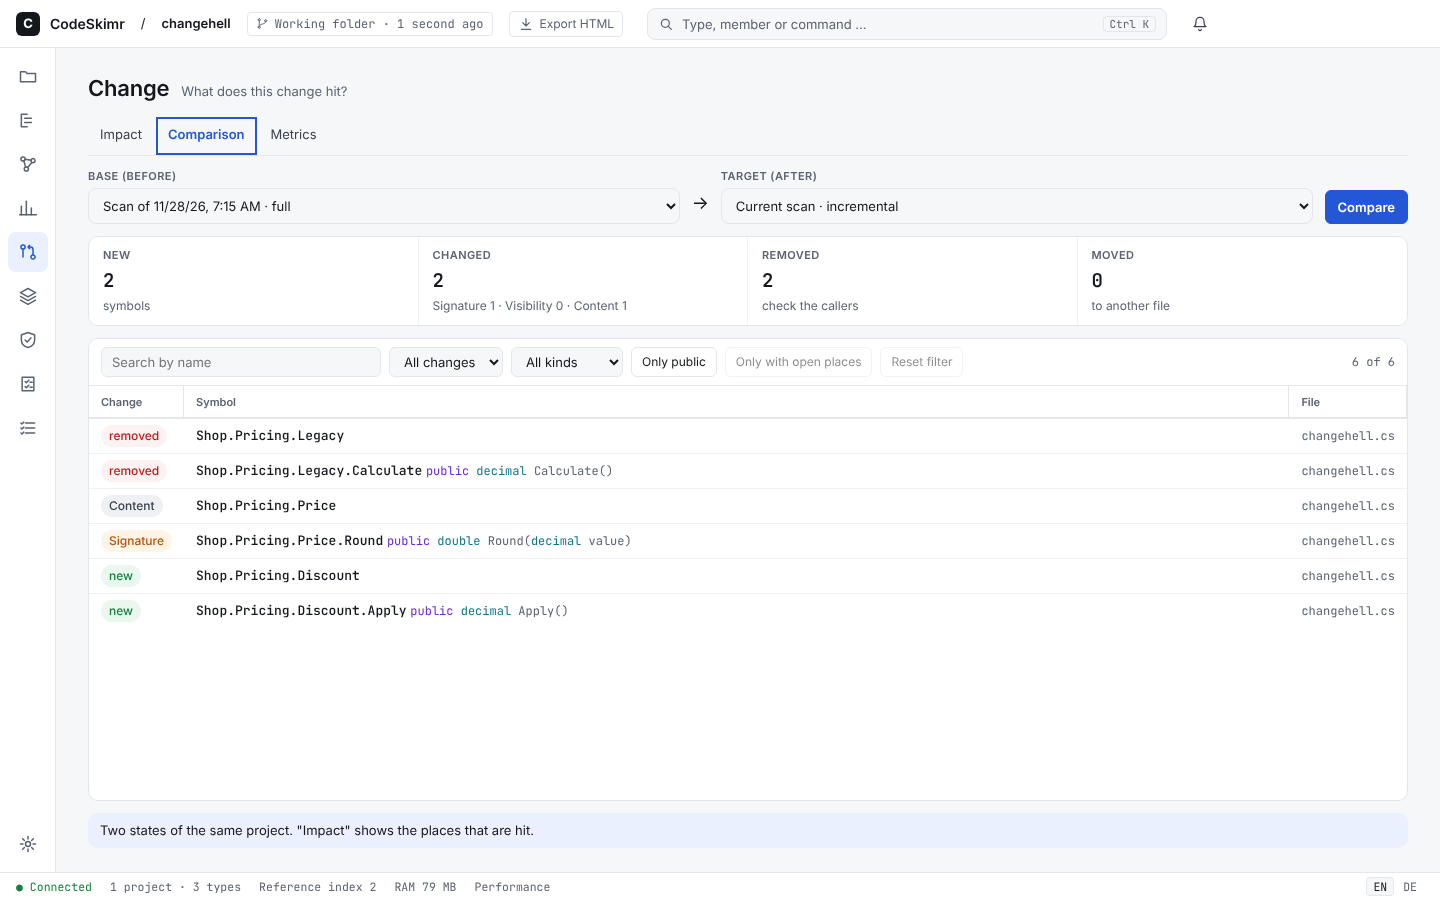 C CodeSkimr / changehell Working folder · 1 second ago Export HTML Type, member or command ... Ctrl K
Change What does this change hit?
Impact Comparison Metrics
BASE (BEFORE) TARGET (AFTER)
Scan of 11/28/26, 7:15 AM · full → Current scan · incremental Compare
NEW CHANGED REMOVED MOVED
2 2 2 0
symbols Signature 1 · Visibility 0 · Content 1 check the callers to another file
Search by name All changes All kinds Only public Only with open places Reset filter 6 of 6
Change Symbol File
removed Shop.Pricing.Legacy changehell.cs
removed Shop.Pricing.Legacy.Calculate public decimal Calculate() changehell.cs
Content Shop.Pricing.Price changehell.cs
Signature Shop.Pricing.Price.Round public double Round(decimal value) changehell.cs
new Shop.Pricing.Discount changehell.cs
new Shop.Pricing.Discount.Apply public decimal Apply() changehell.cs
Two states of the same project. "Impact" shows the places that are hit.
● Connected 1 project · 3 types Reference index 2 RAM 79 MB Performance EN DE